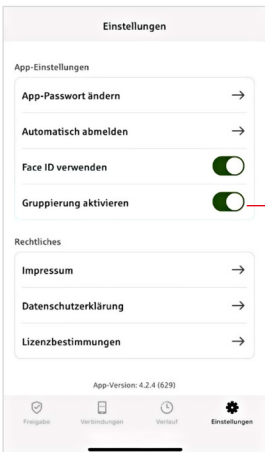 Einstellungen
App-Einstellungen
App-Passwort ändern
Automatisch abmelden
Face ID verwenden
Gruppierung aktivieren
Rechtliches
Impressum
Datenschutzerklärung
Lizenzbestimmungen
App-Version: 4.2.4 (629)
Freigabe Verbindungen Verlauf Einstellungen